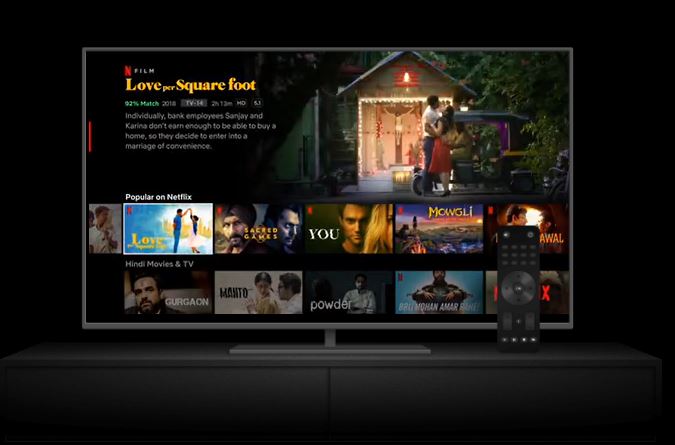 N FILM
Love per Square foot
92% Match 2018 TV-14 2h 13m HD 5.1
Individually, bank employees Sanjay and
Karina don't earn enough to be able to buy a
home, so they decide to enter into a
marriage of convenience.
Popular on Netflix
Love per Square foot
SACRED GAMES
YOU
MOWGLI
Hindi Movies & TV
GURGAON
MANTO
powder
BRIJ MOHAN AMAR RAHE!